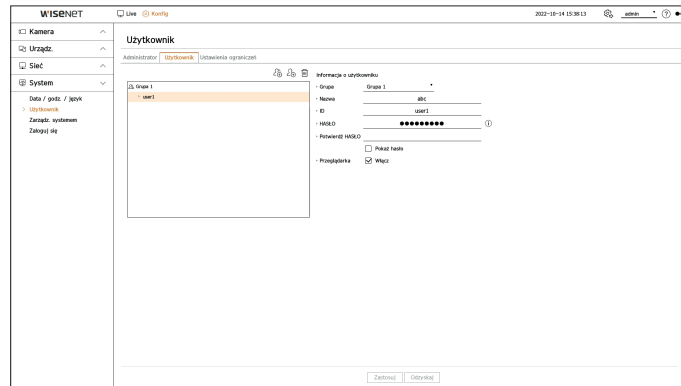 WISENET
Live Konfig 2022-10-14 15:38:13 admin ?
Kamera
Urządz.
Sieć
System
Data / godz. / język
Użytkownik
Zarządz. systemem
Zaloguj się
Użytkownik
Administrator Użytkownik Ustawienia ograniczeń
Grupa 1
user1
Informacja o użytkowniku
Grupa Grupa 1
Nazwa abc
ID user1
HASŁO ●●●●●●●●●
Potwierdź HASŁO
Pokaż hasło
Przeglądarka Włącz
Zastosuj Odzyskaj